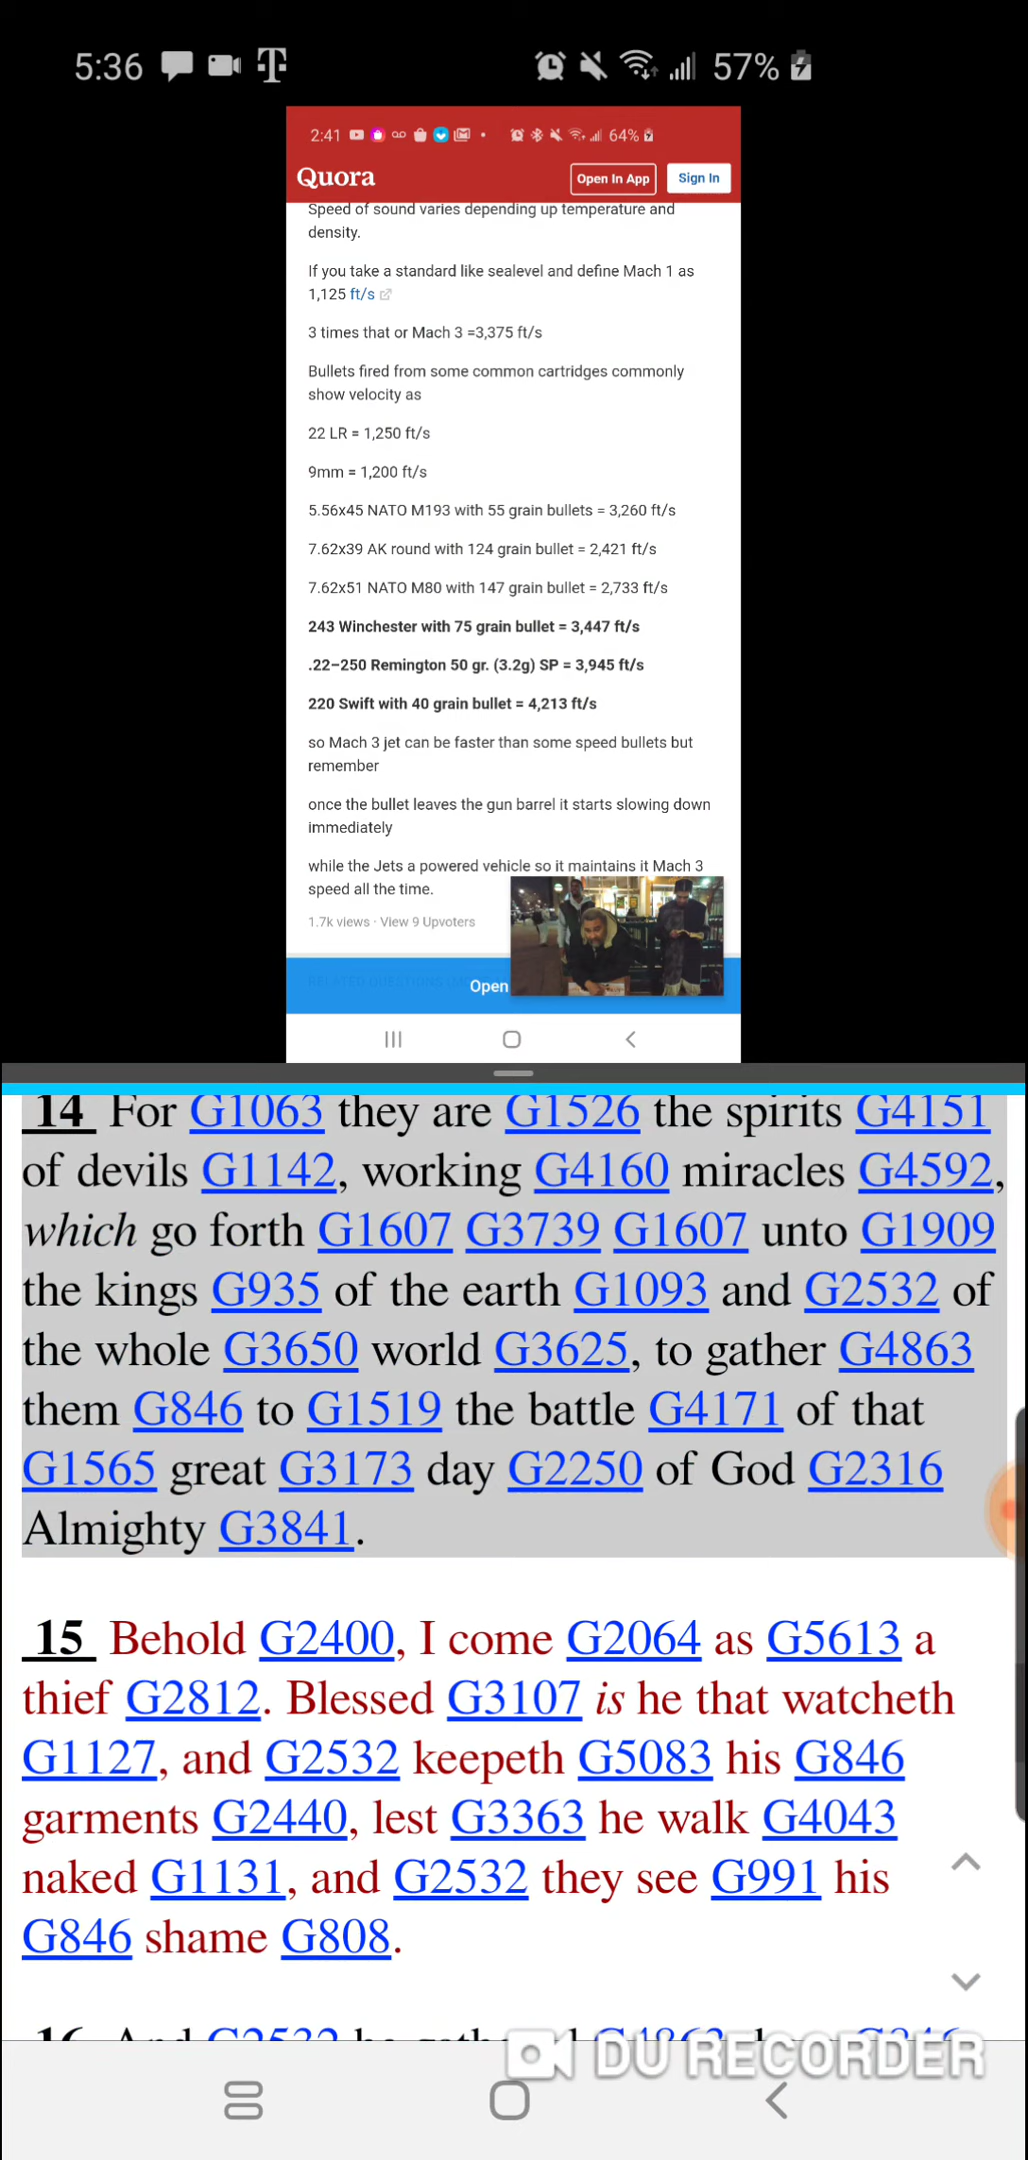 5:36 57%
2:41 64%
Quora Open In App Sign In
Speed of sound varies depending up temperature and
density.
If you take a standard like sealevel and define Mach 1 as
1,125 ft/s
3 times that or Mach 3 =3,375 ft/s
Bullets fired from some common cartridges commonly
show velocity as
22 LR = 1,250 ft/s
9mm = 1,200 ft/s
5.56x45 NATO M193 with 55 grain bullets = 3,260 ft/s
7.62x39 AK round with 124 grain bullet = 2,421 ft/s
7.62x51 NATO M80 with 147 grain bullet = 2,733 ft/s
243 Winchester with 75 grain bullet = 3,447 ft/s
.22–250 Remington 50 gr. (3.2g) SP = 3,945 ft/s
220 Swift with 40 grain bullet = 4,213 ft/s
so Mach 3 jet can be faster than some speed bullets but
remember
once the bullet leaves the gun barrel it starts slowing down
immediately
while the Jets a powered vehicle so it maintains it Mach 3
speed all the time.
1.7k views · View 9 Upvoters
RELATED QUESTIONS
Open
14 For G1063 they are G1526 the spirits G4151
of devils G1142, working G4160 miracles G4592,
which go forth G1607 G3739 G1607 unto G1909
the kings G935 of the earth G1093 and G2532 of
the whole G3650 world G3625, to gather G4863
them G846 to G1519 the battle G4171 of that
G1565 great G3173 day G2250 of God G2316
Almighty G3841.
15 Behold G2400, I come G2064 as G5613 a
thief G2812. Blessed G3107 is he that watcheth
G1127, and G2532 keepeth G5083 his G846
garments G2440, lest G3363 he walk G4043
naked G1131, and G2532 they see G991 his
G846 shame G808.
16 And G2532 he
DU RECORDER